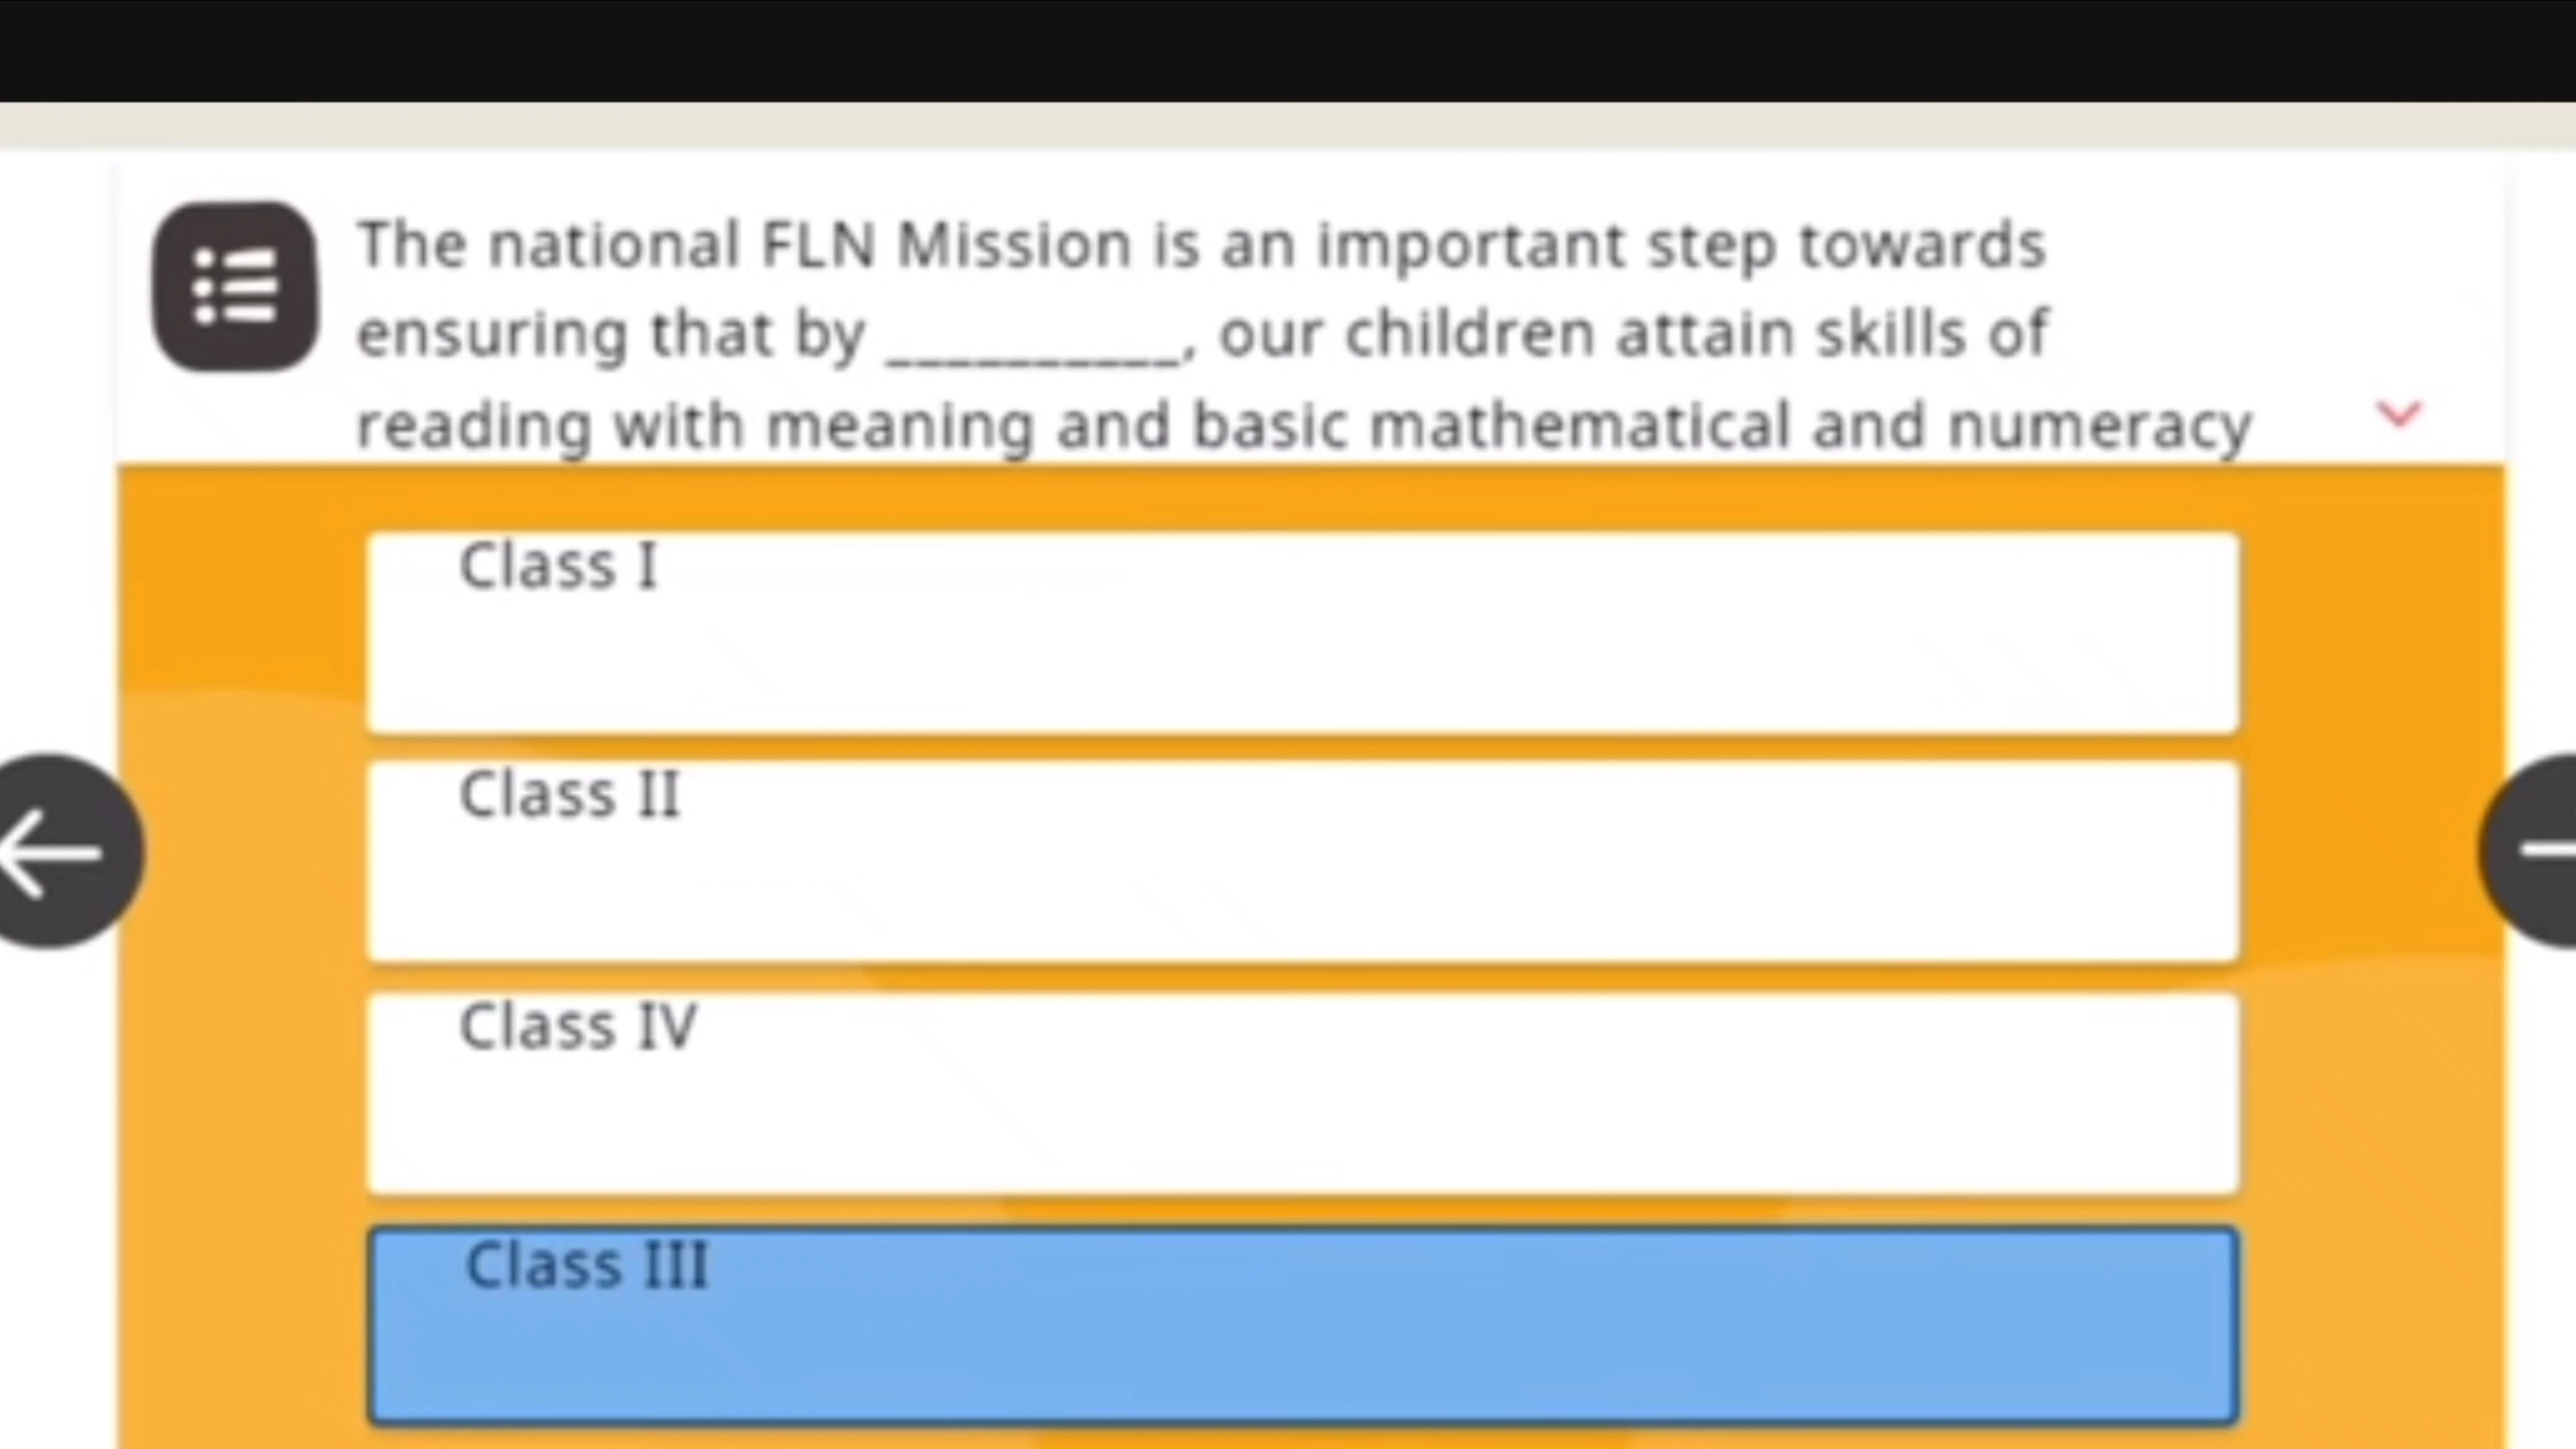 The national FLN Mission is an important step towards
ensuring that by __________, our children attain skills of
reading with meaning and basic mathematical and numeracy
Class I
Class II
Class IV
Class III